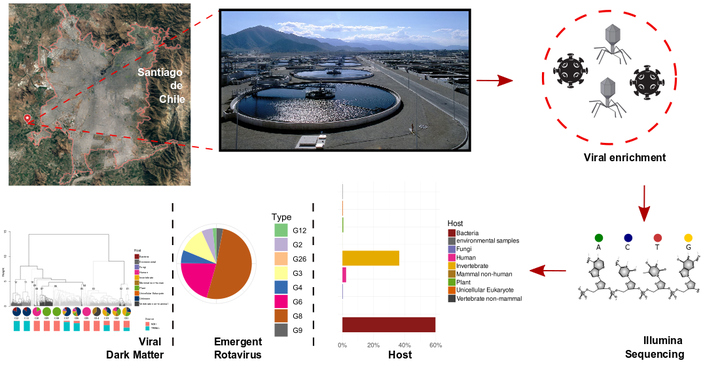 Santiago
de
Chile
Viral enrichment
A C T G
Illumina
Sequencing
Host
Bacteria
environmental samples
Fungi
Human
Invertebrate
Mammal non-human
Plant
Unicellular Eukaryote
Vertebrate non-mammal
0% 20% 40% 60%
Host
Type
G12
G2
G26
G3
G4
G6
G8
G9
Emergent
Rotavirus
Viral
Dark Matter